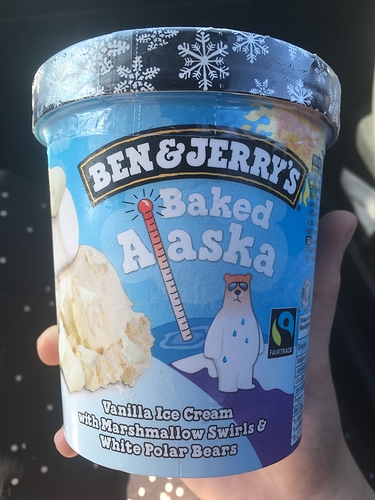 BEN & JERRY'S
Baked
Alaska
FAIRTRADE
Vanilla Ice Cream
with Marshmallow Swirls &
White Polar Bears